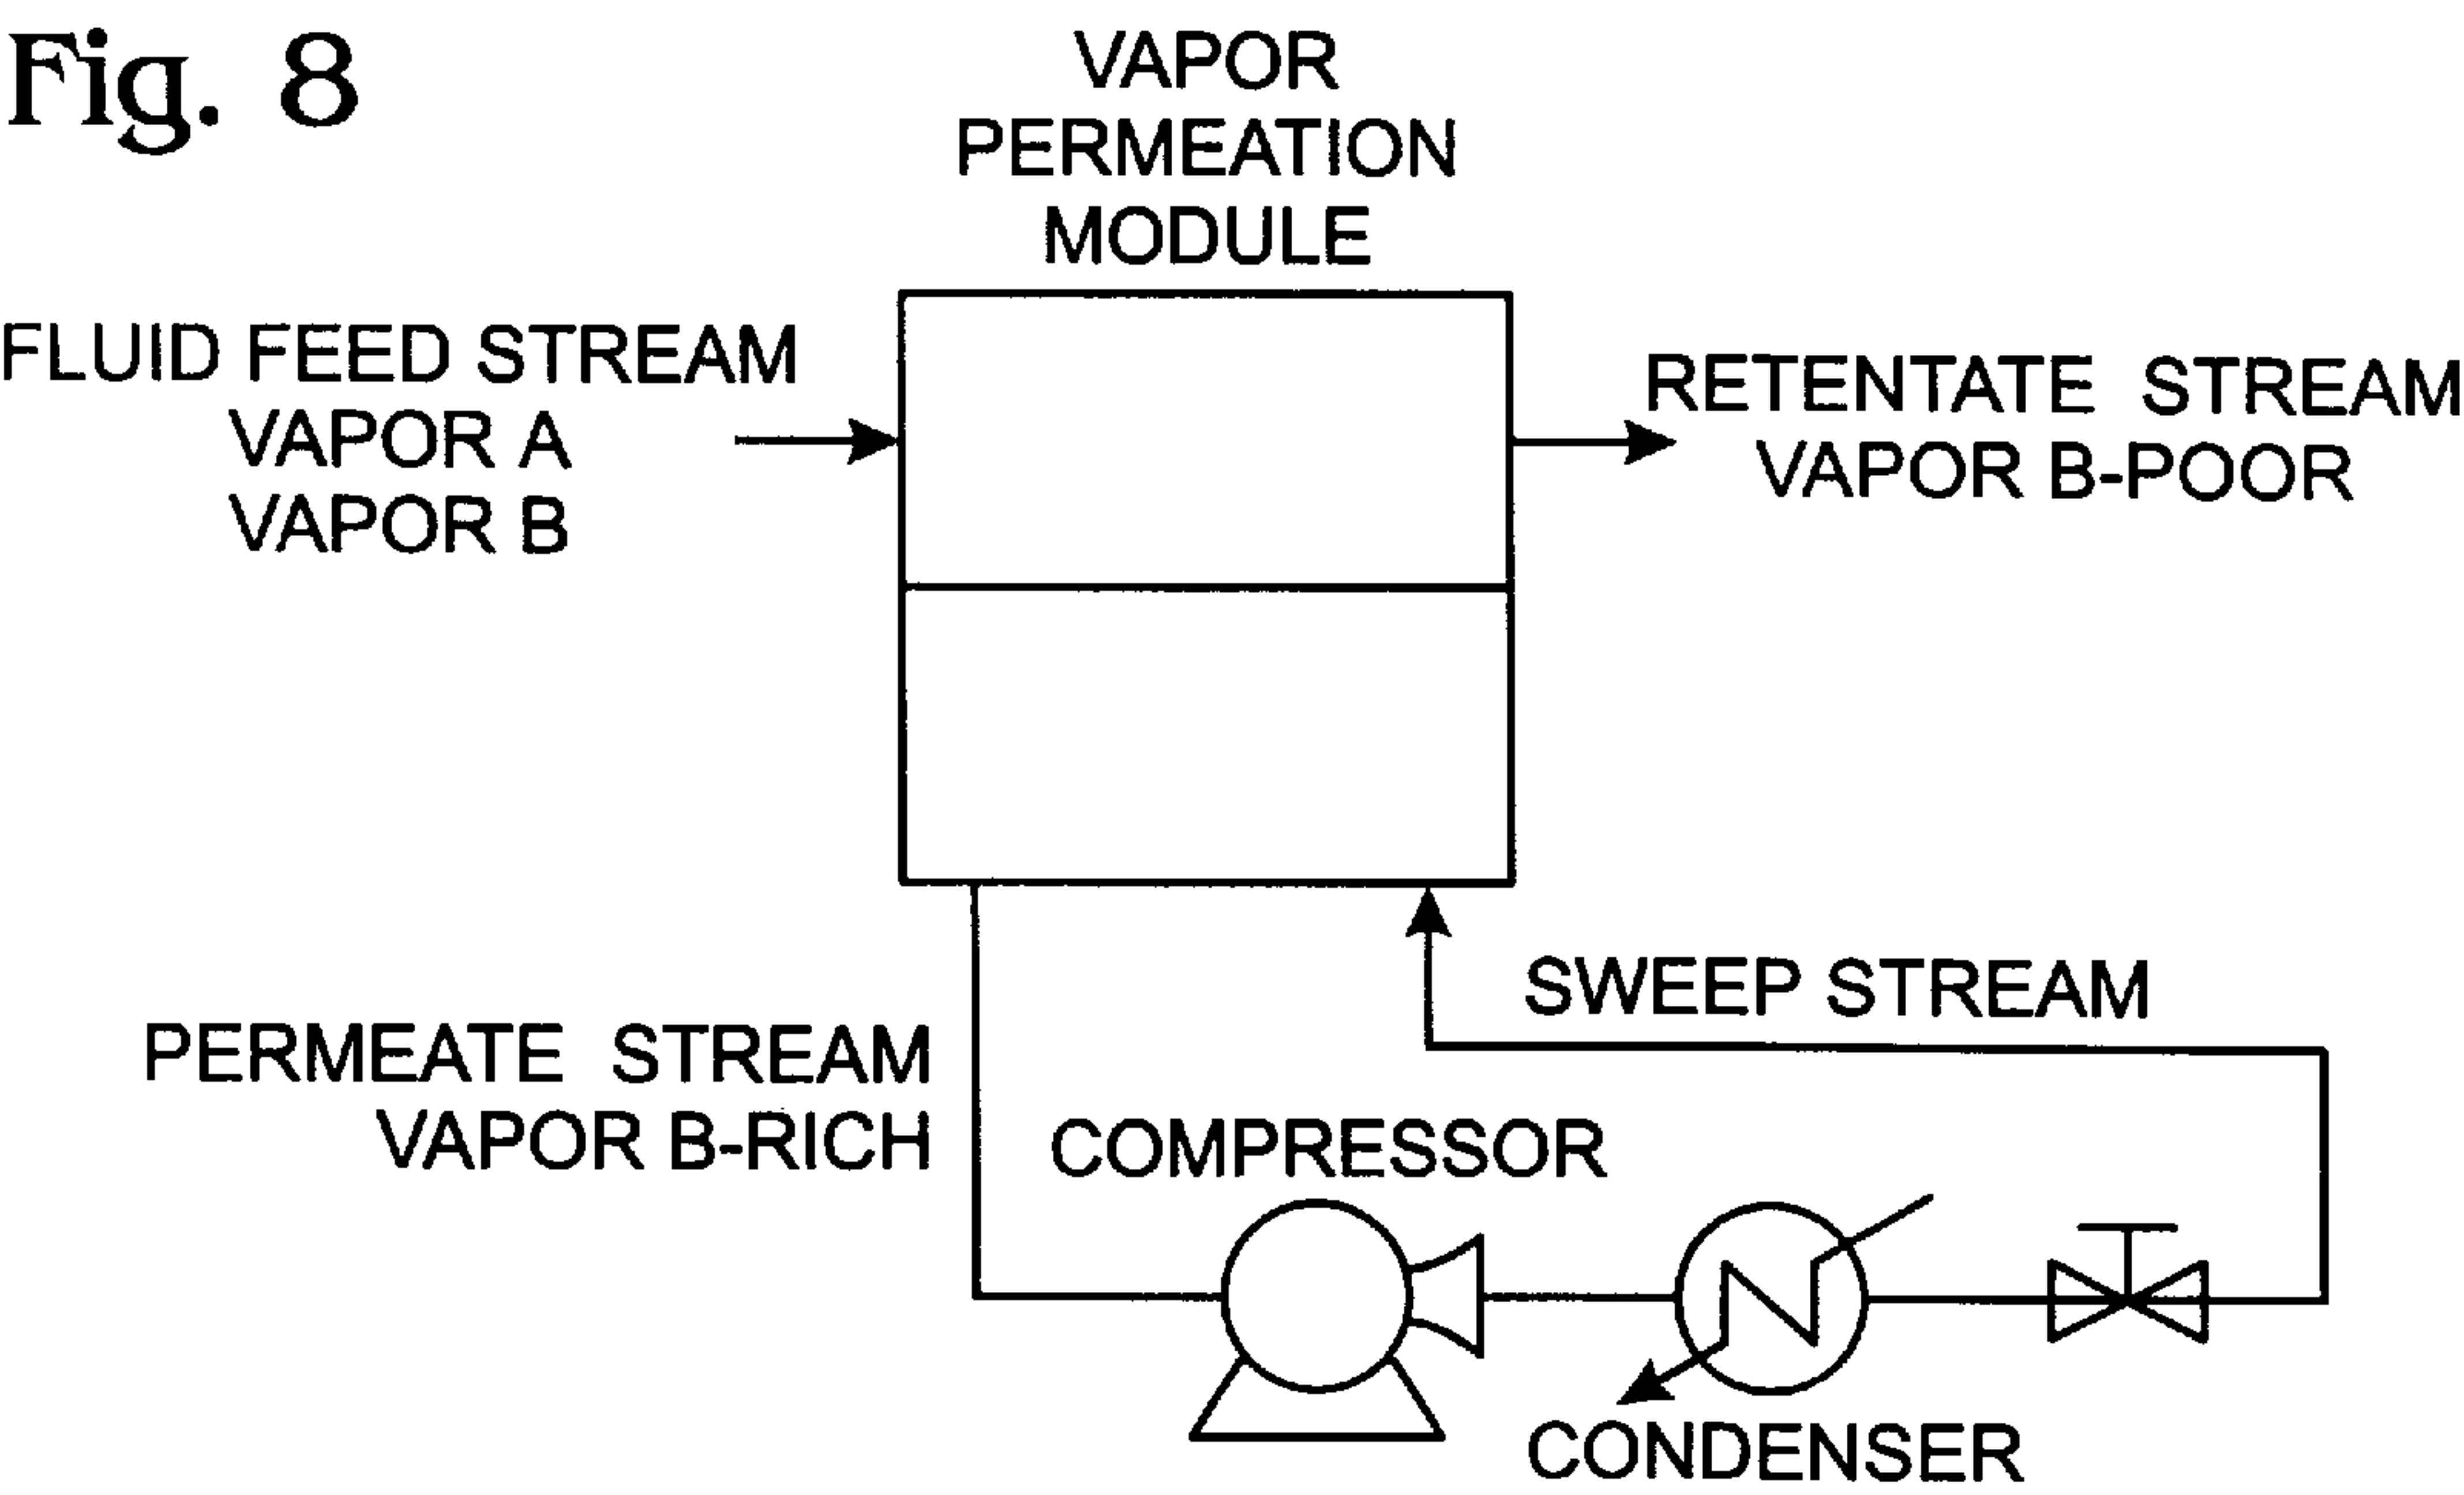 Fig. 8
VAPOR
PERMEATION
MODULE
FLUID FEED STREAM
VAPOR A
VAPOR B
RETENTATE STREAM
VAPOR B-POOR
SWEEP STREAM
PERMEATE STREAM
VAPOR B-RICH
COMPRESSOR
CONDENSER